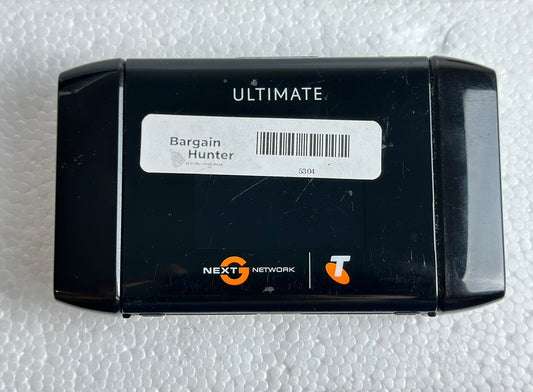 ULTIMATE
Bargain
Hunter
5304
NEXT G NETWORK
T